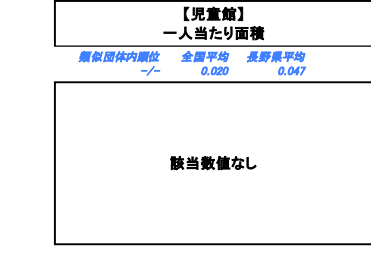 【児童館】
一人当たり面積
類似団体内順位 全国平均 長野県平均
-/- 0.020 0.047
該当数値なし